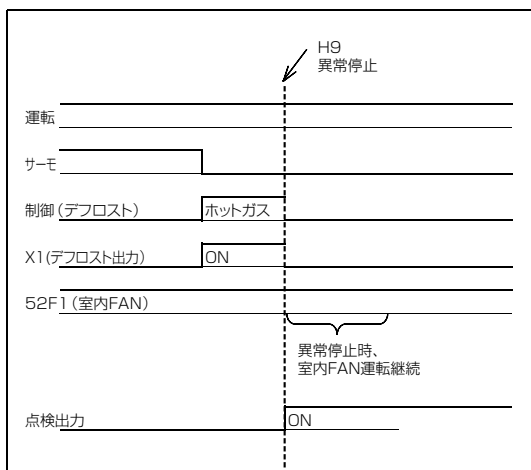 H9
異常停止
運転
サーモ
制御(デフロスト)
ホットガス
X1(デフロスト出力)
ON
52F1(室内FAN)
異常停止時、
室内FAN運転継続
点検出力
ON